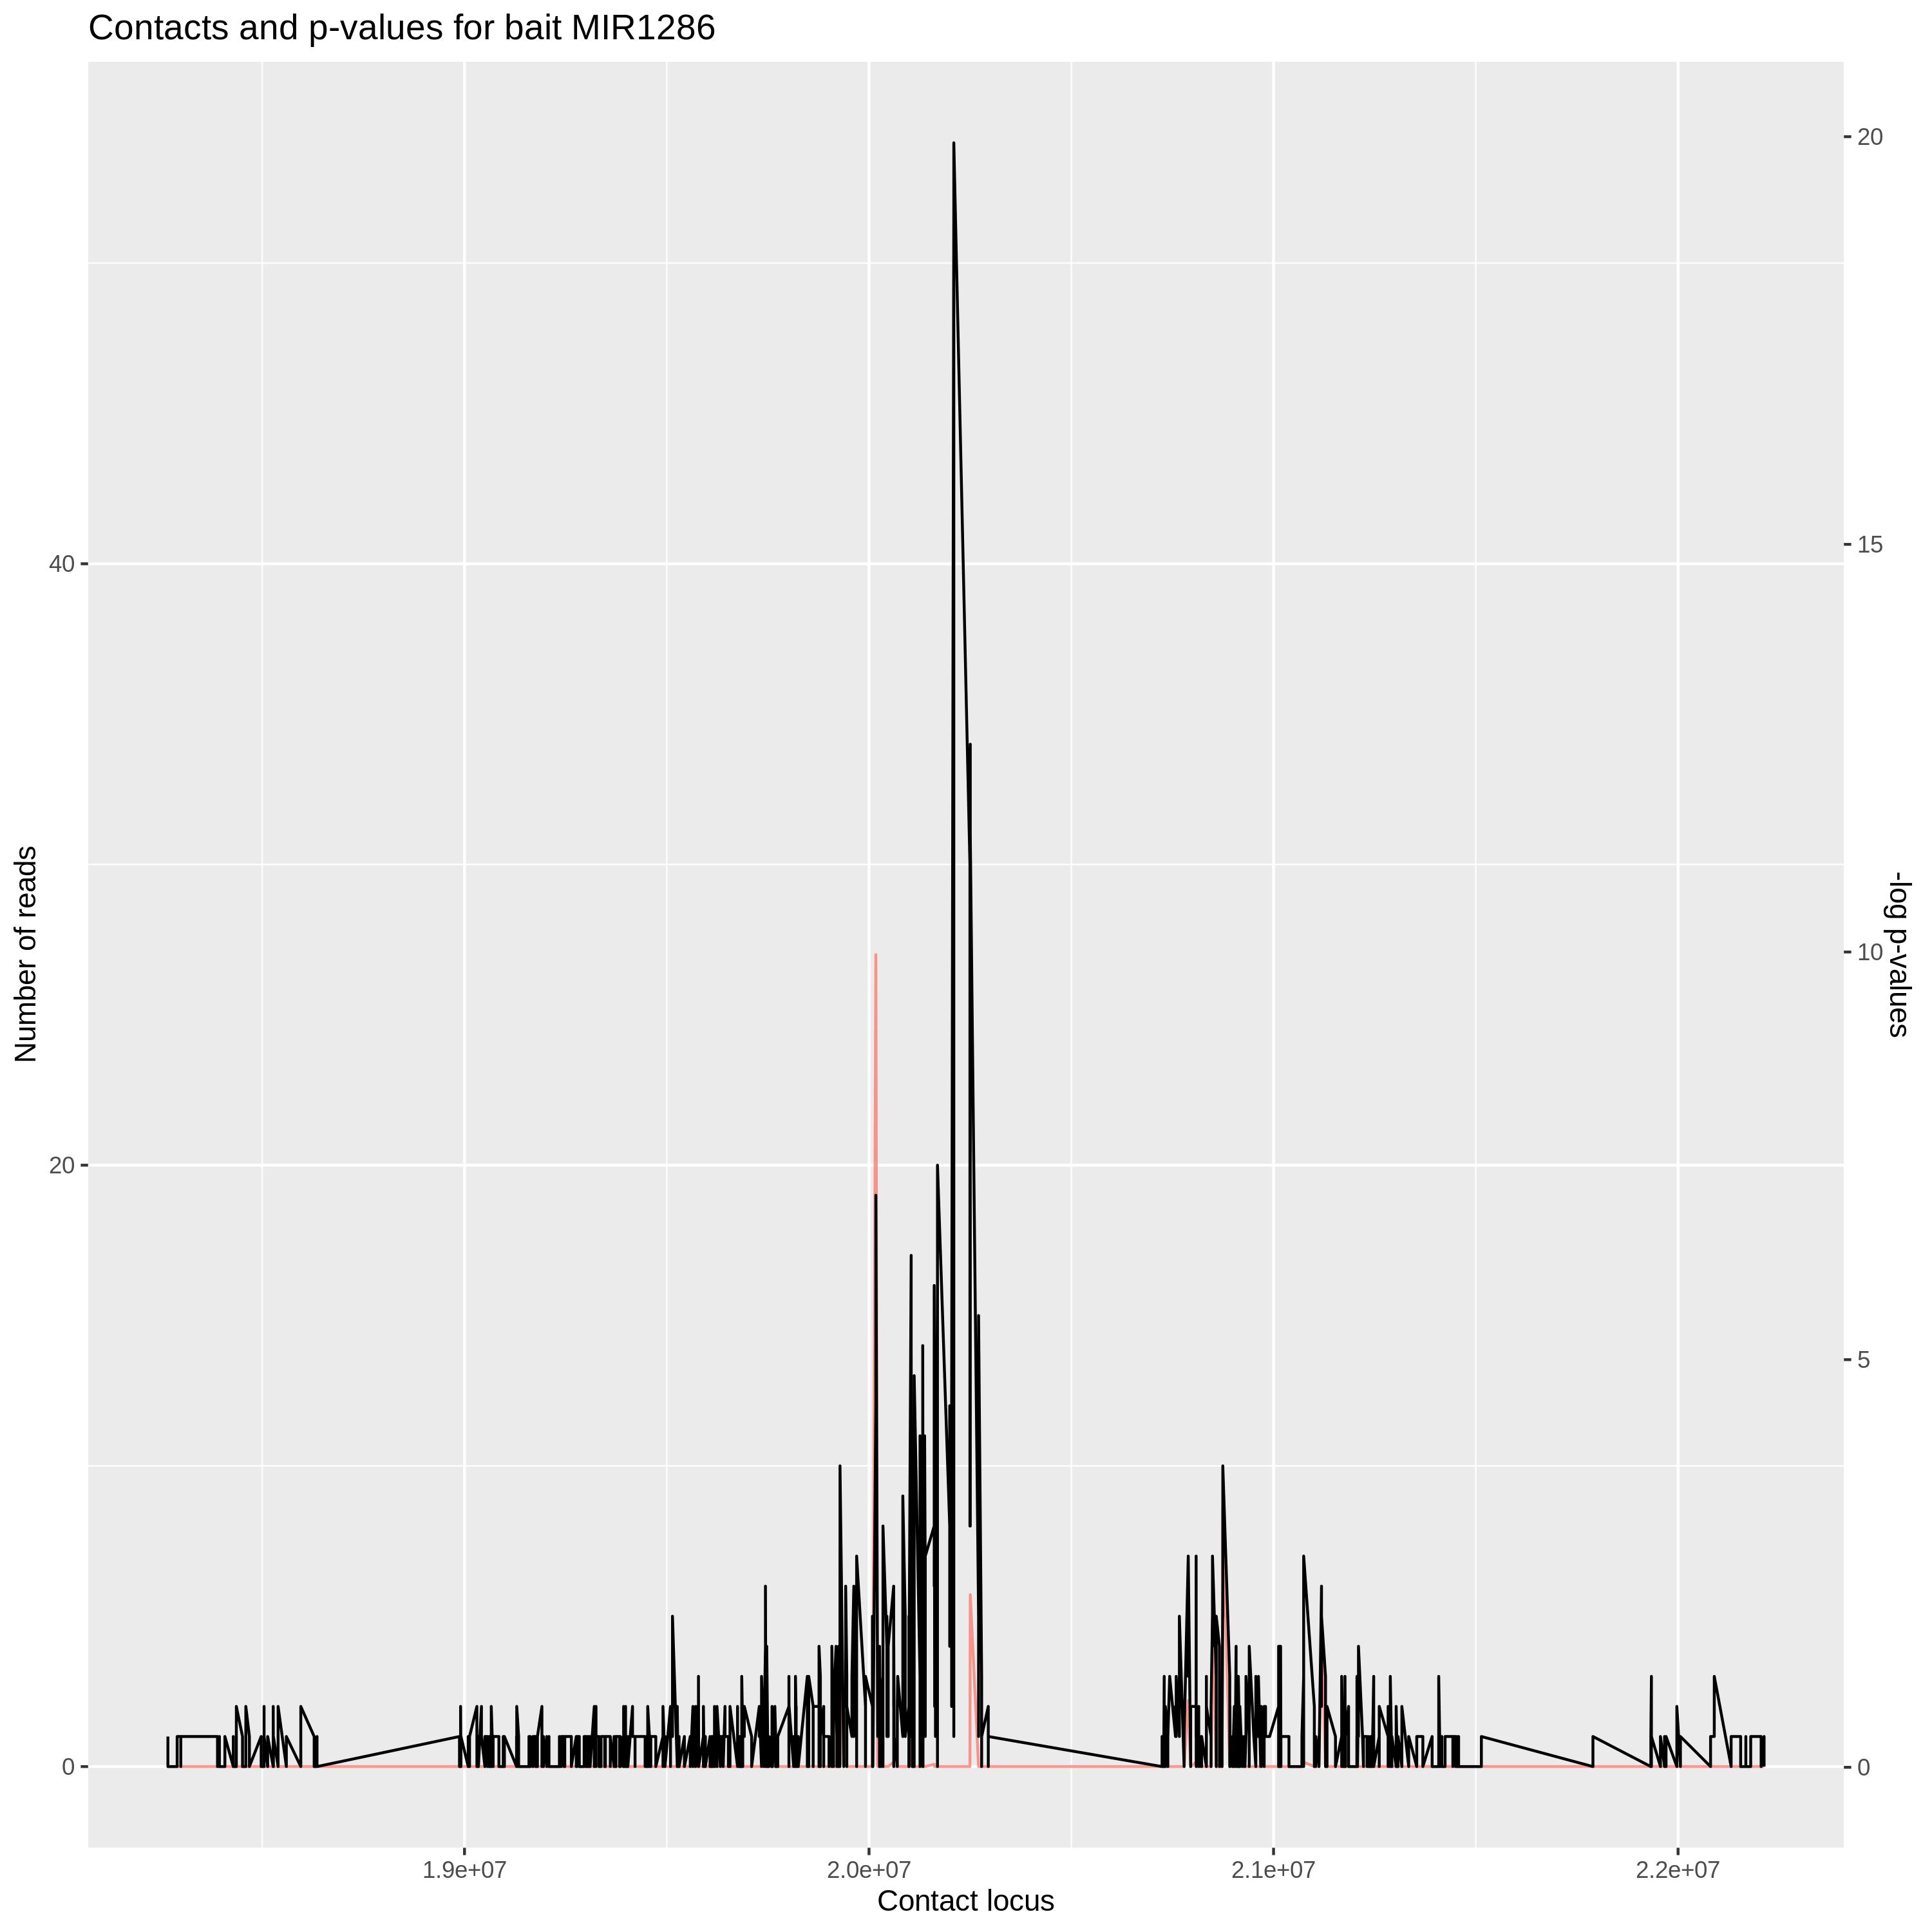 Contacts and p-values for bait MIR1286
Number of reads
40
20
0
20
15
10
5
0
-log p-values
1.9e+07
2.0e+07
2.1e+07
2.2e+07
Contact locus